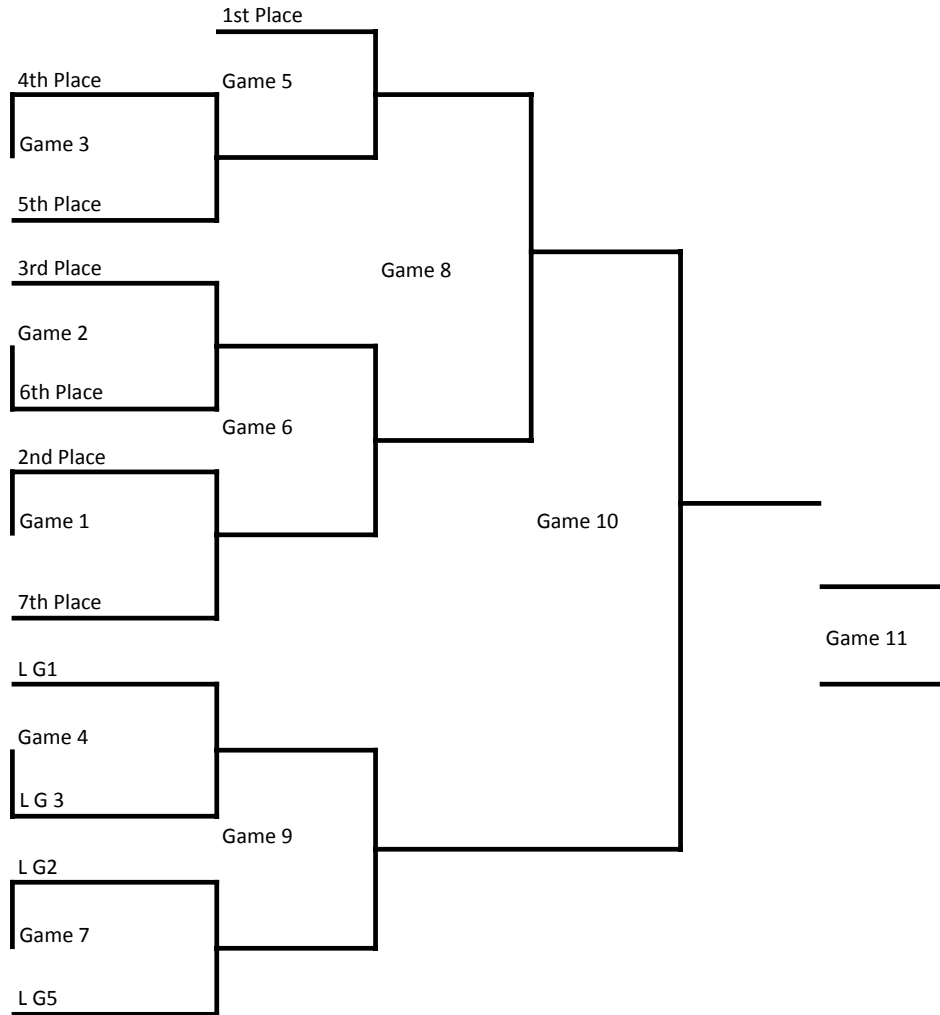 1st Place
4th Place
Game 5
Game 3
5th Place
3rd Place
Game 8
Game 2
6th Place
Game 6
2nd Place
Game 1
Game 10
7th Place
Game 11
L G1
Game 4
L G 3
Game 9
L G2
Game 7
L G5